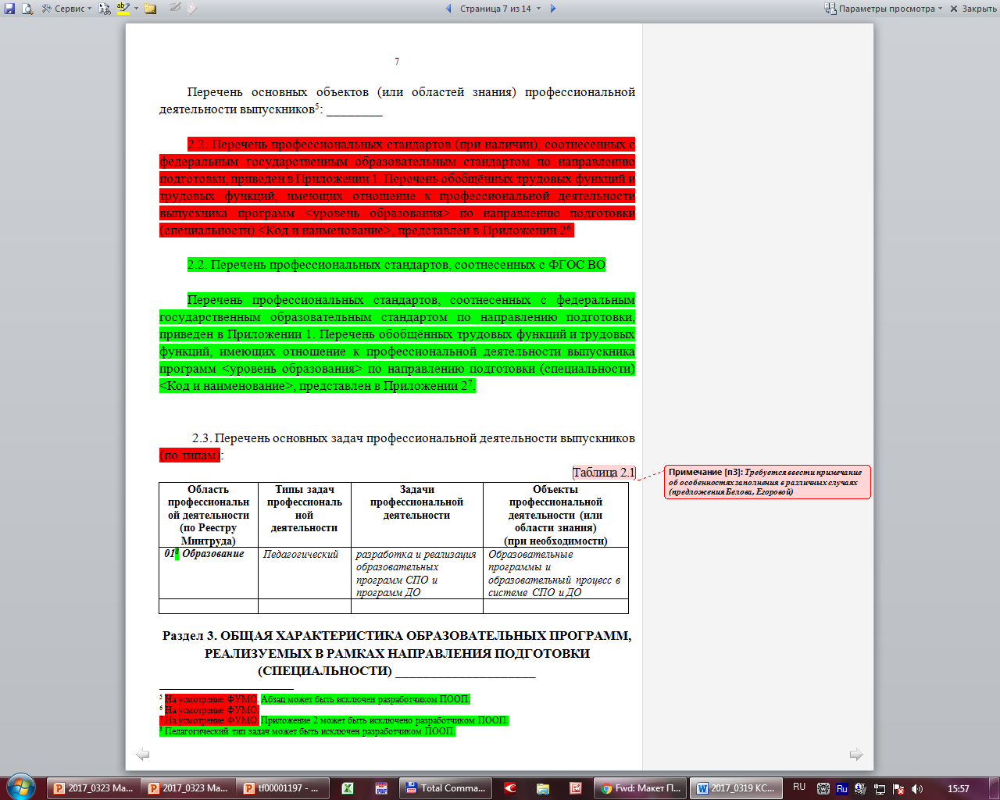 Сервис
Страница 7 из 14
Параметры просмотра
Закрыть
7
Перечень основных объектов (или областей знания) профессиональной
деятельности выпускников5: ________
2.2. Перечень профессиональных стандартов (при наличии), соотнесенных с
федеральным государственным образовательным стандартом по направлению
подготовки, приведен в Приложении 1. Перечень обобщённых трудовых функций и
трудовых функций, имеющих отношение к профессиональной деятельности
выпускника программ <уровень образования> по направлению подготовки
(специальности) <Код и наименование>, представлен в Приложении 26.
2.2. Перечень профессиональных стандартов, соотнесенных с ФГОС ВО
Перечень профессиональных стандартов, соотнесенных с федеральным
государственным образовательным стандартом по направлению подготовки,
приведен в Приложении 1. Перечень обобщённых трудовых функций и трудовых
функций, имеющих отношение к профессиональной деятельности выпускника
программ <уровень образования> по направлению подготовки (специальности)
<Код и наименование>, представлен в Приложении 27.
2.3. Перечень основных задач профессиональной деятельности выпускников
(по типам):
Таблица 2.1
Примечание [п3]: Требуется ввести примечание
об особенностях заполнения в различных случаях
(предложения Белова, Егоровой)
Область
профессиональн
ой деятельности
(по Реестру
Минтруда)
Типы задач
профессиональ
ной
деятельности
Задачи
профессиональной
деятельности
Объекты
профессиональной
деятельности (или
области знания)
(при необходимости)
018 Образование
Педагогический
разработка и реализация
образовательных
программ СПО и
программ ДО
Образовательные
программы и
образовательный процесс в
системе СПО и ДО
Раздел 3. ОБЩАЯ ХАРАКТЕРИСТИКА ОБРАЗОВАТЕЛЬНЫХ ПРОГРАММ,
РЕАЛИЗУЕМЫХ В РАМКАХ НАПРАВЛЕНИЯ ПОДГОТОВКИ
(СПЕЦИАЛЬНОСТИ) ____________________
5 На усмотрение ФУМО. Абзац может быть исключен разработчиком ПООП.
6 На усмотрение ФУМО.
7 На усмотрение ФУМО. Приложение 2 может быть исключено разработчиком ПООП.
8 Педагогический тип задач может быть исключен разработчиком ПООП.
2017_0323 Ма...
2017_0323 Ма...
tf00001197 - ...
Total Comma...
Fwd: Макет П...
2017_0319 КС...
RU
Ru
15:57